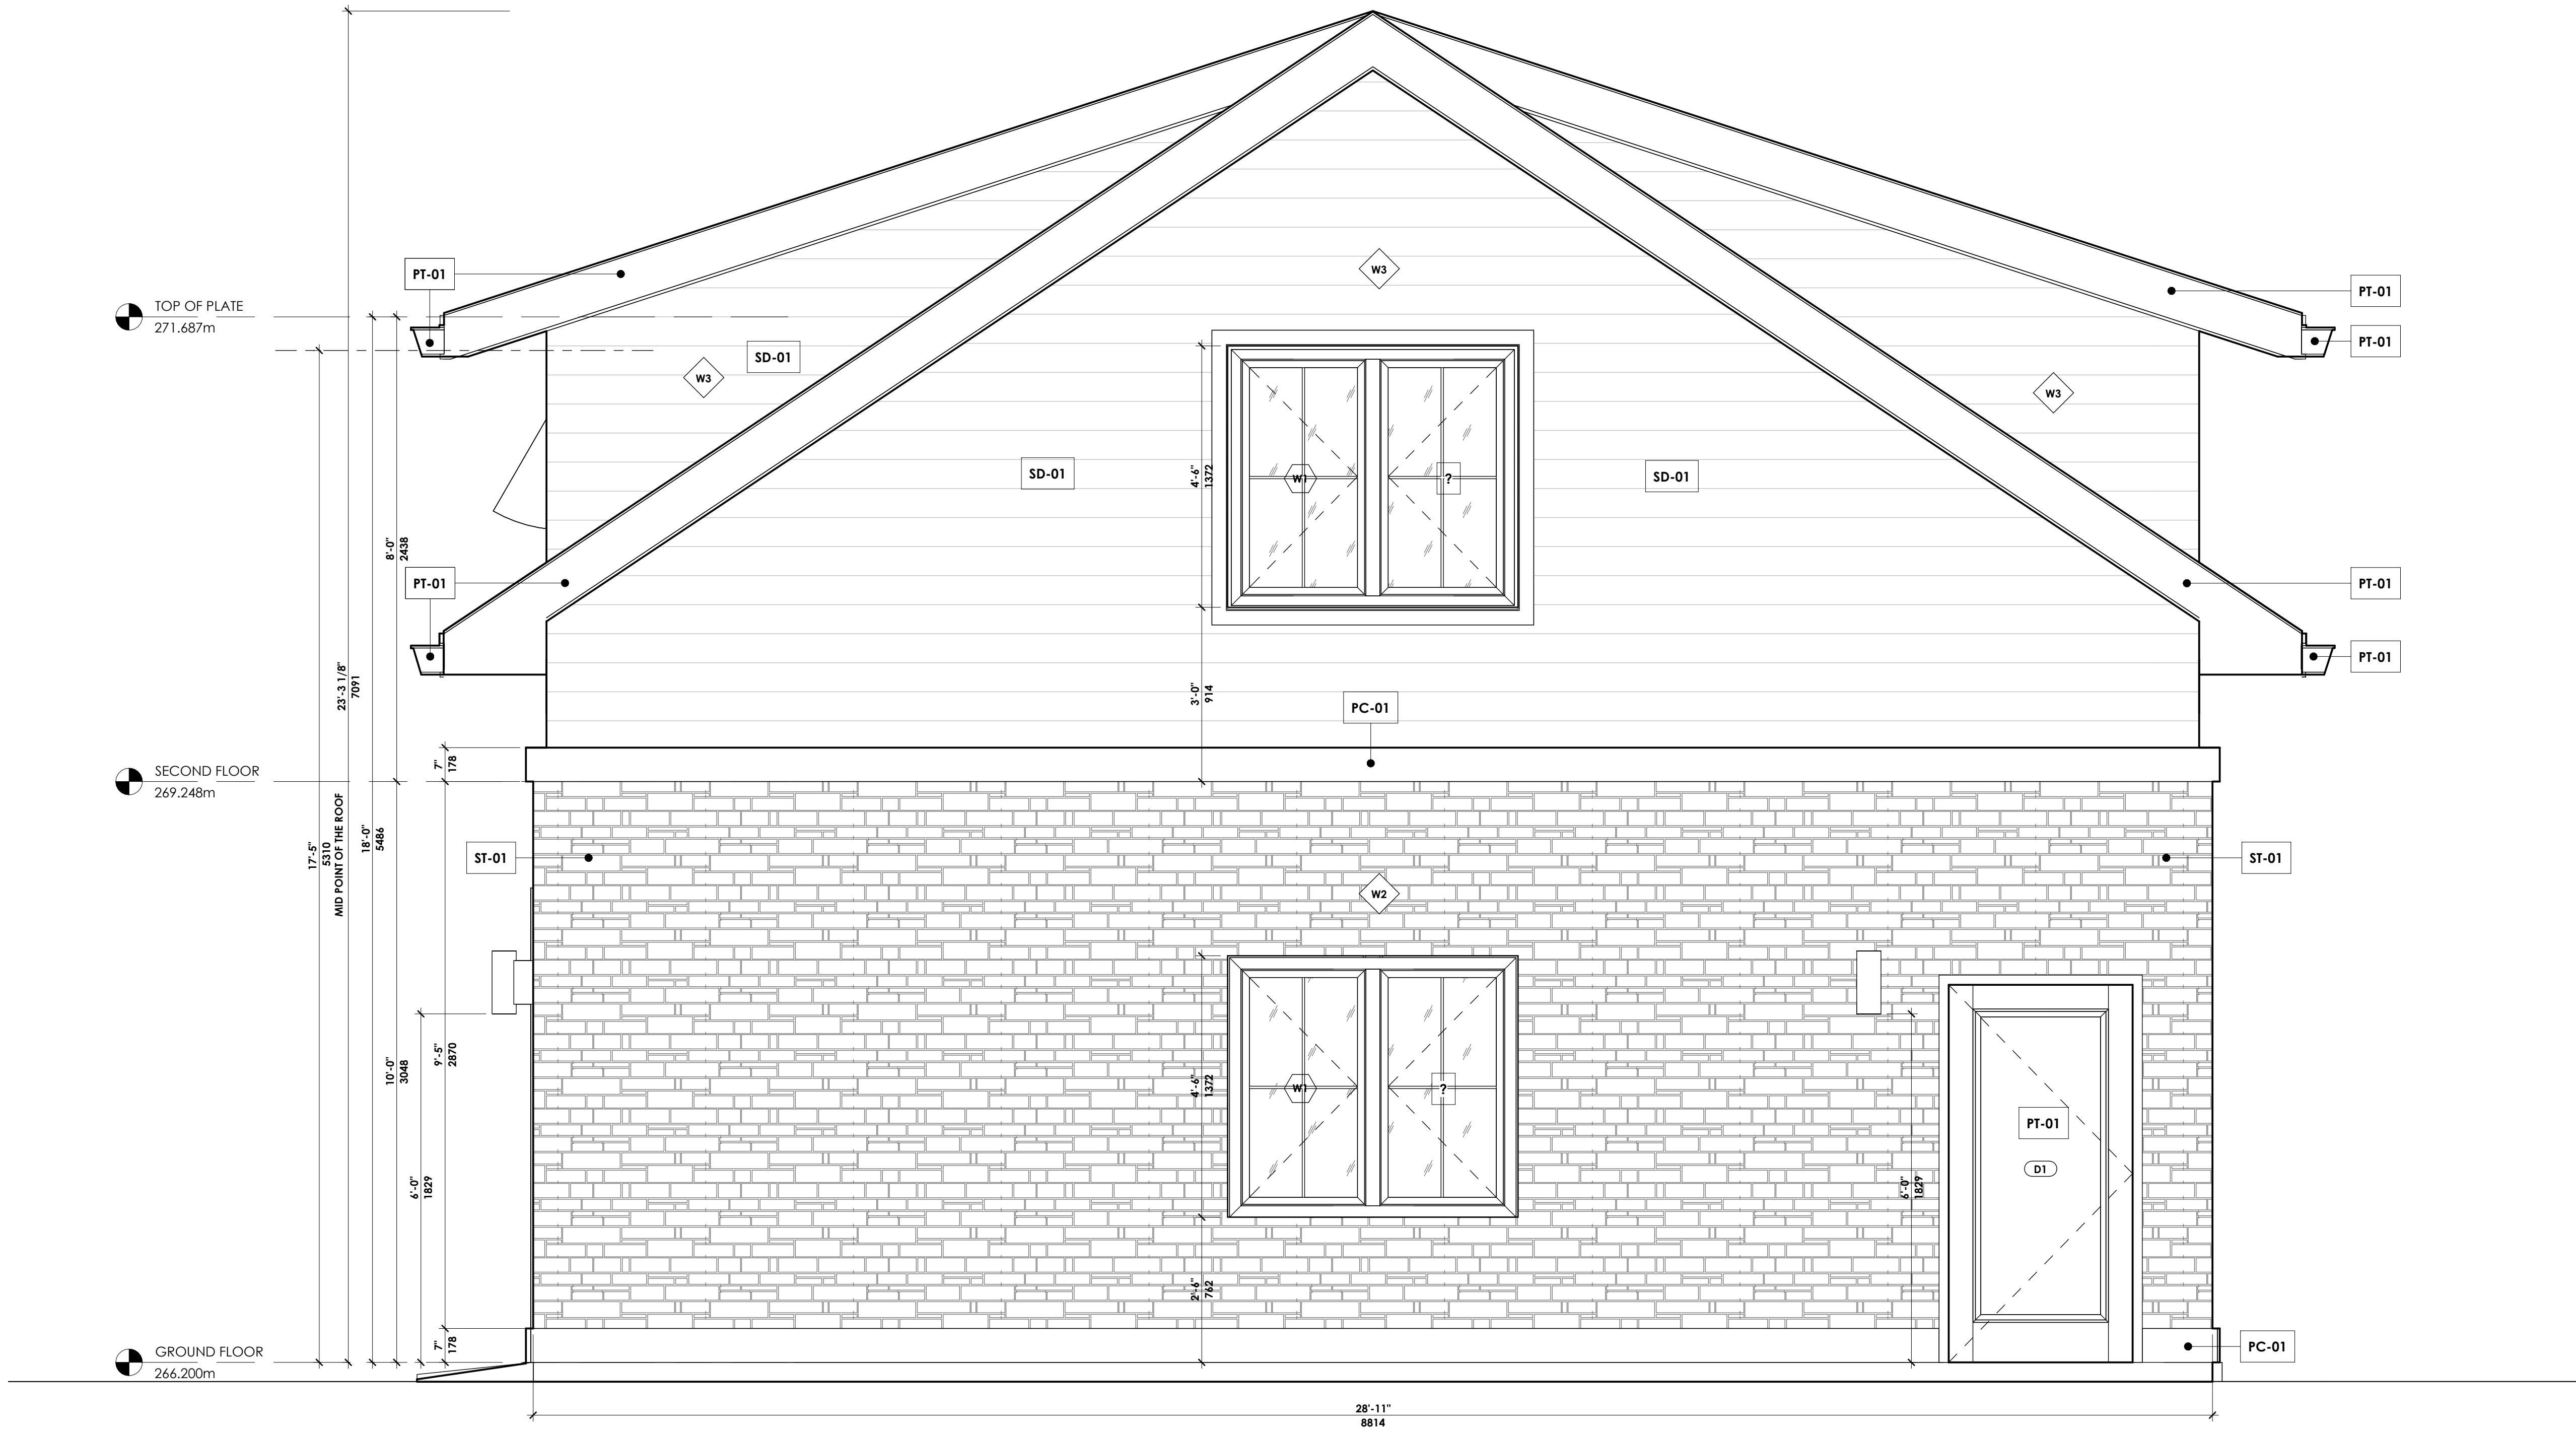 PT-01
TOP OF PLATE
271.687m
W3
PT-01
PT-01
SD-01
W3
W3
4'-6"
1372
W1
?
SD-01
SD-01
8'-0"
2438
PT-01
PT-01
PT-01
23'-3 1/8"
7091
3'-0"
914
PC-01
7"
178
SECOND FLOOR
269.248m
17'-5"
5310
MID POINT OF THE ROOF
18'-0"
5486
ST-01
ST-01
W2
10'-0"
3048
9'-5"
2870
4'-6"
1372
W1
?
PT-01
D1
6'-0"
1829
6'-0"
1829
2'-6"
762
7"
178
GROUND FLOOR
266.200m
PC-01
28'-11"
8814